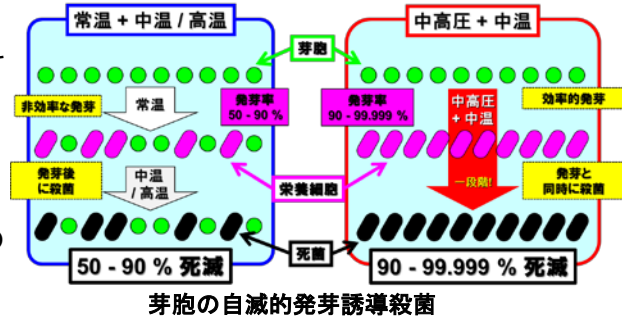 常温 + 中温 / 高温
中高圧 + 中温
芽胞
非効率な発芽
常温
発芽率
50 - 90 %
発芽率
90 - 99.999 %
中高圧
+ 中温
効率的発芽
発芽後
に殺菌
中温
/ 高温
栄養細胞
一段階!
発芽と
同時に殺菌
死菌
50 - 90 % 死滅
90 - 99.999 % 死滅
芽胞の自滅的発芽誘導殺菌